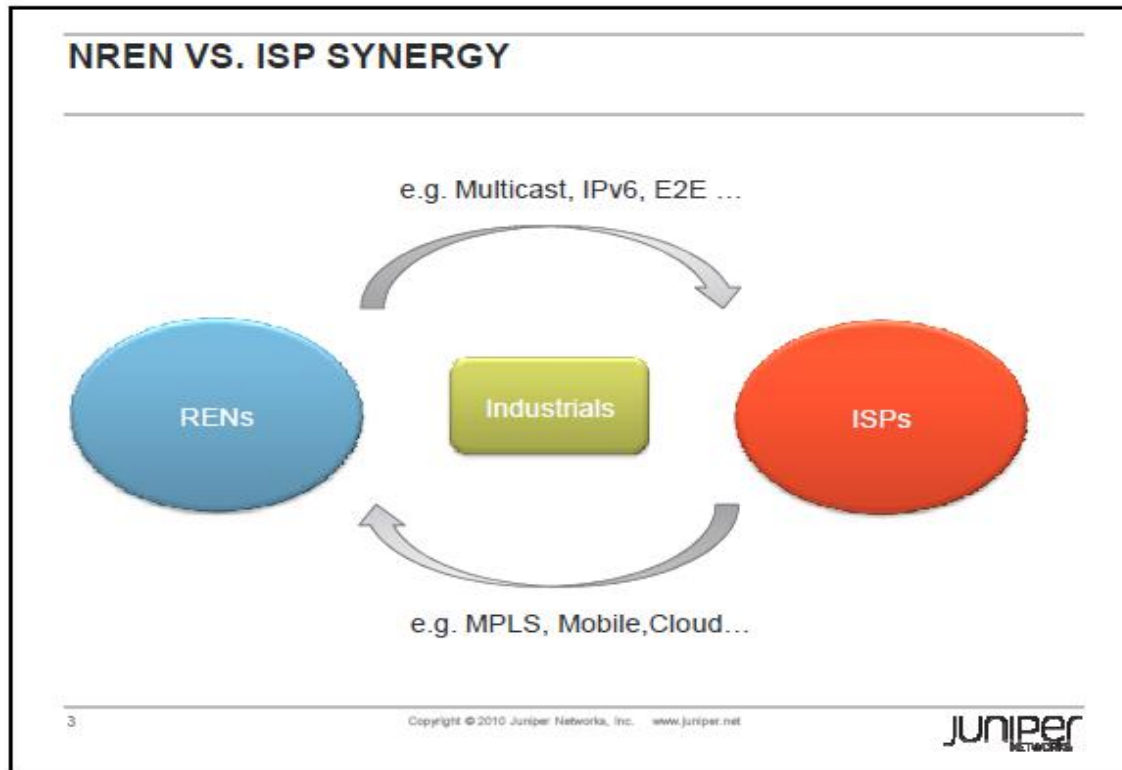 NREN VS. ISP SYNERGY
e.g. Multicast, IPv6, E2E ...
RENs
Industrials
ISPs
e.g. MPLS, Mobile,Cloud...
3
Copyright © 2010 Juniper Networks, Inc. www.juniper.net
JUNIPER
NETWORKS